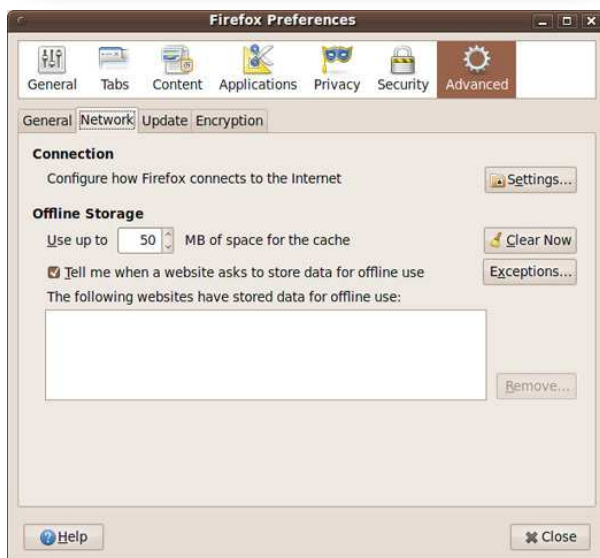 Firefox Preferences
General Tabs Content Applications Privacy Security Advanced
General Network Update Encryption
Connection
Configure how Firefox connects to the Internet Settings...
Offline Storage
Use up to 50 MB of space for the cache Clear Now
Tell me when a website asks to store data for offline use Exceptions...
The following websites have stored data for offline use:
Remove...
Help Close